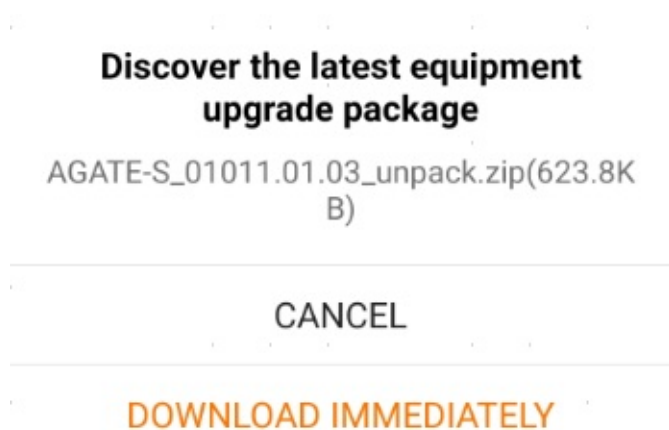 Discover the latest equipment
upgrade package
AGATE-S_01011.01.03_unpack.zip(623.8K
B)
CANCEL
DOWNLOAD IMMEDIATELY